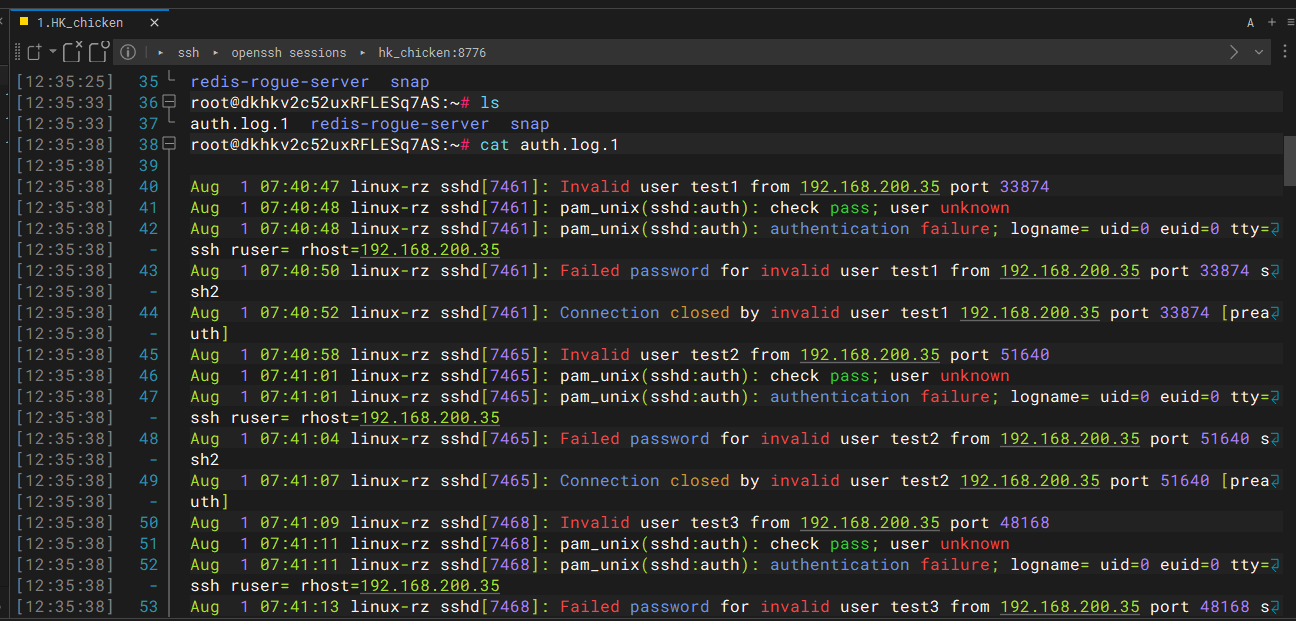 1.HK_chicken ×
A + ≡
ssh ▸ openssh sessions ▸ hk_chicken:8776
[12:35:25] 35 redis-rogue-server snap
[12:35:33] 36 root@dkhkv2c52uxRFLESq7AS:~# ls
[12:35:33] 37 auth.log.1 redis-rogue-server snap
[12:35:38] 38 root@dkhkv2c52uxRFLESq7AS:~# cat auth.log.1
[12:35:38] 39
[12:35:38] 40 Aug  1 07:40:47 linux-rz sshd[7461]: Invalid user test1 from 192.168.200.35 port 33874
[12:35:38] 41 Aug  1 07:40:48 linux-rz sshd[7461]: pam_unix(sshd:auth): check pass; user unknown
[12:35:38] 42 Aug  1 07:40:48 linux-rz sshd[7461]: pam_unix(sshd:auth): authentication failure; logname= uid=0 euid=0 tty=
[12:35:38] - ssh ruser= rhost=192.168.200.35
[12:35:38] 43 Aug  1 07:40:50 linux-rz sshd[7461]: Failed password for invalid user test1 from 192.168.200.35 port 33874 s
[12:35:38] - sh2
[12:35:38] 44 Aug  1 07:40:52 linux-rz sshd[7461]: Connection closed by invalid user test1 192.168.200.35 port 33874 [prea
[12:35:38] - uth]
[12:35:38] 45 Aug  1 07:40:58 linux-rz sshd[7465]: Invalid user test2 from 192.168.200.35 port 51640
[12:35:38] 46 Aug  1 07:41:01 linux-rz sshd[7465]: pam_unix(sshd:auth): check pass; user unknown
[12:35:38] 47 Aug  1 07:41:01 linux-rz sshd[7465]: pam_unix(sshd:auth): authentication failure; logname= uid=0 euid=0 tty=
[12:35:38] - ssh ruser= rhost=192.168.200.35
[12:35:38] 48 Aug  1 07:41:04 linux-rz sshd[7465]: Failed password for invalid user test2 from 192.168.200.35 port 51640 s
[12:35:38] - sh2
[12:35:38] 49 Aug  1 07:41:07 linux-rz sshd[7465]: Connection closed by invalid user test2 192.168.200.35 port 51640 [prea
[12:35:38] - uth]
[12:35:38] 50 Aug  1 07:41:09 linux-rz sshd[7468]: Invalid user test3 from 192.168.200.35 port 48168
[12:35:38] 51 Aug  1 07:41:11 linux-rz sshd[7468]: pam_unix(sshd:auth): check pass; user unknown
[12:35:38] 52 Aug  1 07:41:11 linux-rz sshd[7468]: pam_unix(sshd:auth): authentication failure; logname= uid=0 euid=0 tty=
[12:35:38] - ssh ruser= rhost=192.168.200.35
[12:35:38] 53 Aug  1 07:41:13 linux-rz sshd[7468]: Failed password for invalid user test3 from 192.168.200.35 port 48168 s